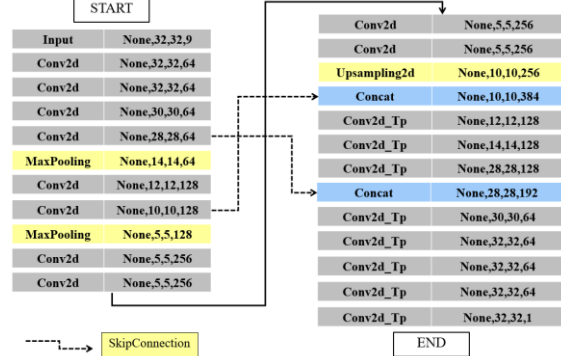 START
Input None,32,32,9
Conv2d None,32,32,64
Conv2d None,32,32,64
Conv2d None,30,30,64
Conv2d None,28,28,64
MaxPooling None,14,14,64
Conv2d None,12,12,128
Conv2d None,10,10,128
MaxPooling None,5,5,128
Conv2d None,5,5,256
Conv2d None,5,5,256
SkipConnection
Conv2d None,5,5,256
Conv2d None,5,5,256
Upsampling2d None,10,10,256
Concat None,10,10,384
Conv2d_Tp None,12,12,128
Conv2d_Tp None,14,14,128
Conv2d_Tp None,28,28,128
Concat None,28,28,192
Conv2d_Tp None,30,30,64
Conv2d_Tp None,32,32,64
Conv2d_Tp None,32,32,64
Conv2d_Tp None,32,32,64
Conv2d_Tp None,32,32,1
END